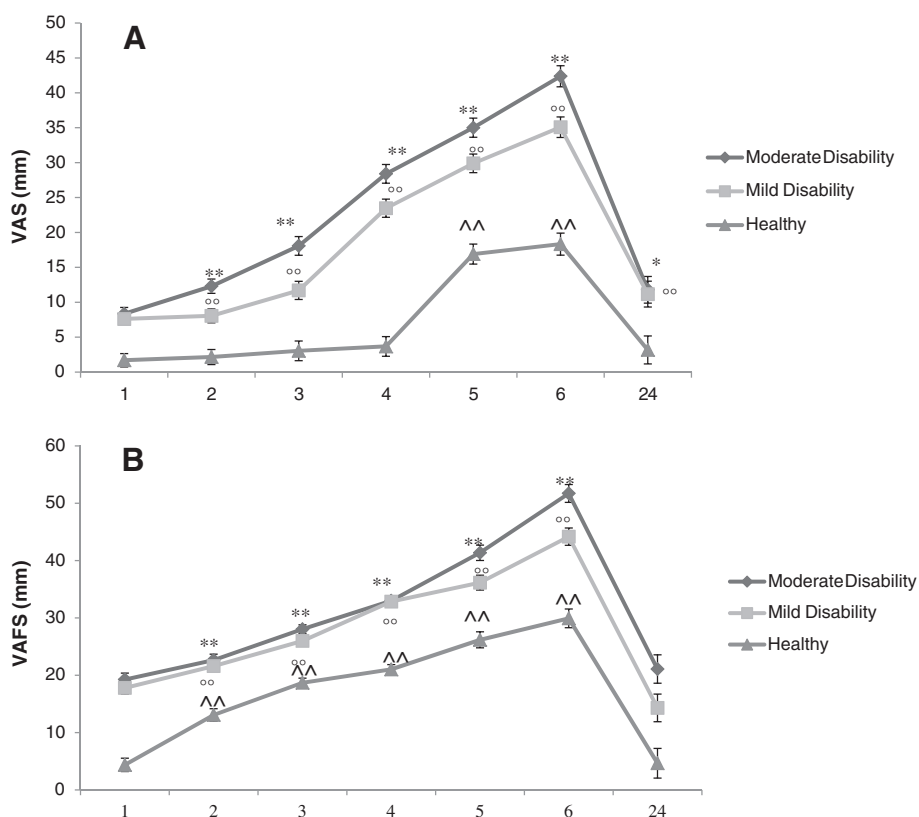 A
VAS (mm)
50
45
40
35
30
25
20
15
10
5
0
** ** ** ** ** *
°° °° °° °° °° °°
^^ ^^
1 2 3 4 5 6 24
Moderate Disability
Mild Disability
Healthy
B
VAFS (mm)
60
50
40
30
20
10
0
** ** ** ** **
°° °° °° °° °°
^^ ^^ ^^ ^^ ^^
1 2 3 4 5 6 24
Moderate Disability
Mild Disability
Healthy